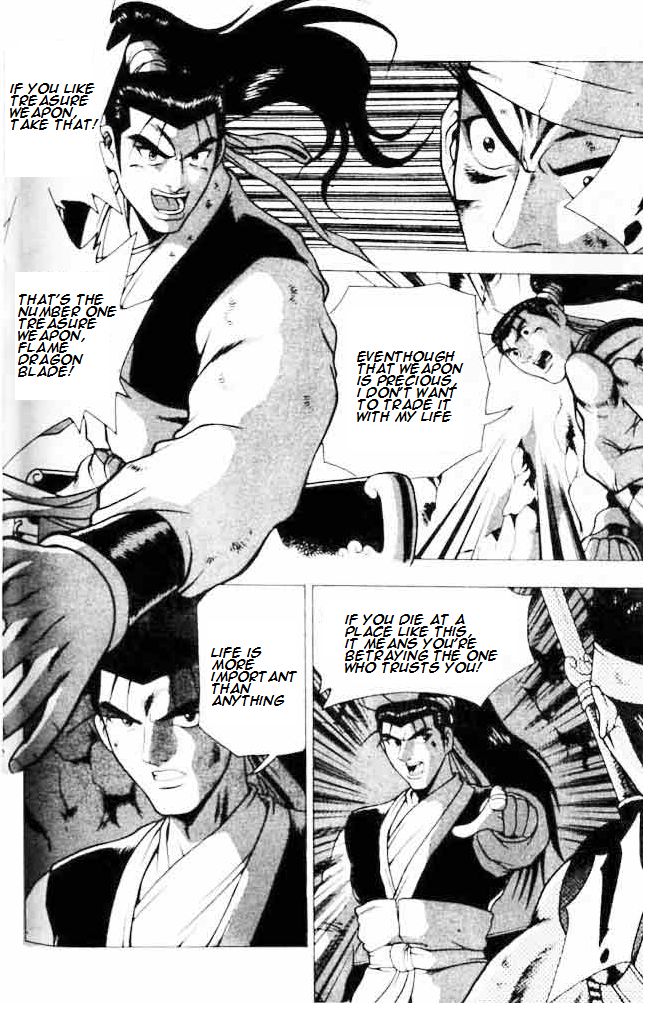 IF YOU LIKE
TREASURE
WEAPON,
TAKE THAT!
THAT'S THE
NUMBER ONE
TREASURE
WEAPON,
FLAME
DRAGON
BLADE!
EVENTHOUGH
THAT WEAPON
IS PRECIOUS,
I DON'T WANT
TO TRADE IT
WITH MY LIFE
LIFE IS
MORE
IMPORTANT
THAN
ANYTHING
IF YOU DIE AT A
PLACE LIKE THIS,
IT MEANS YOU'RE
BETRAYING THE ONE
WHO TRUSTS YOU!
!